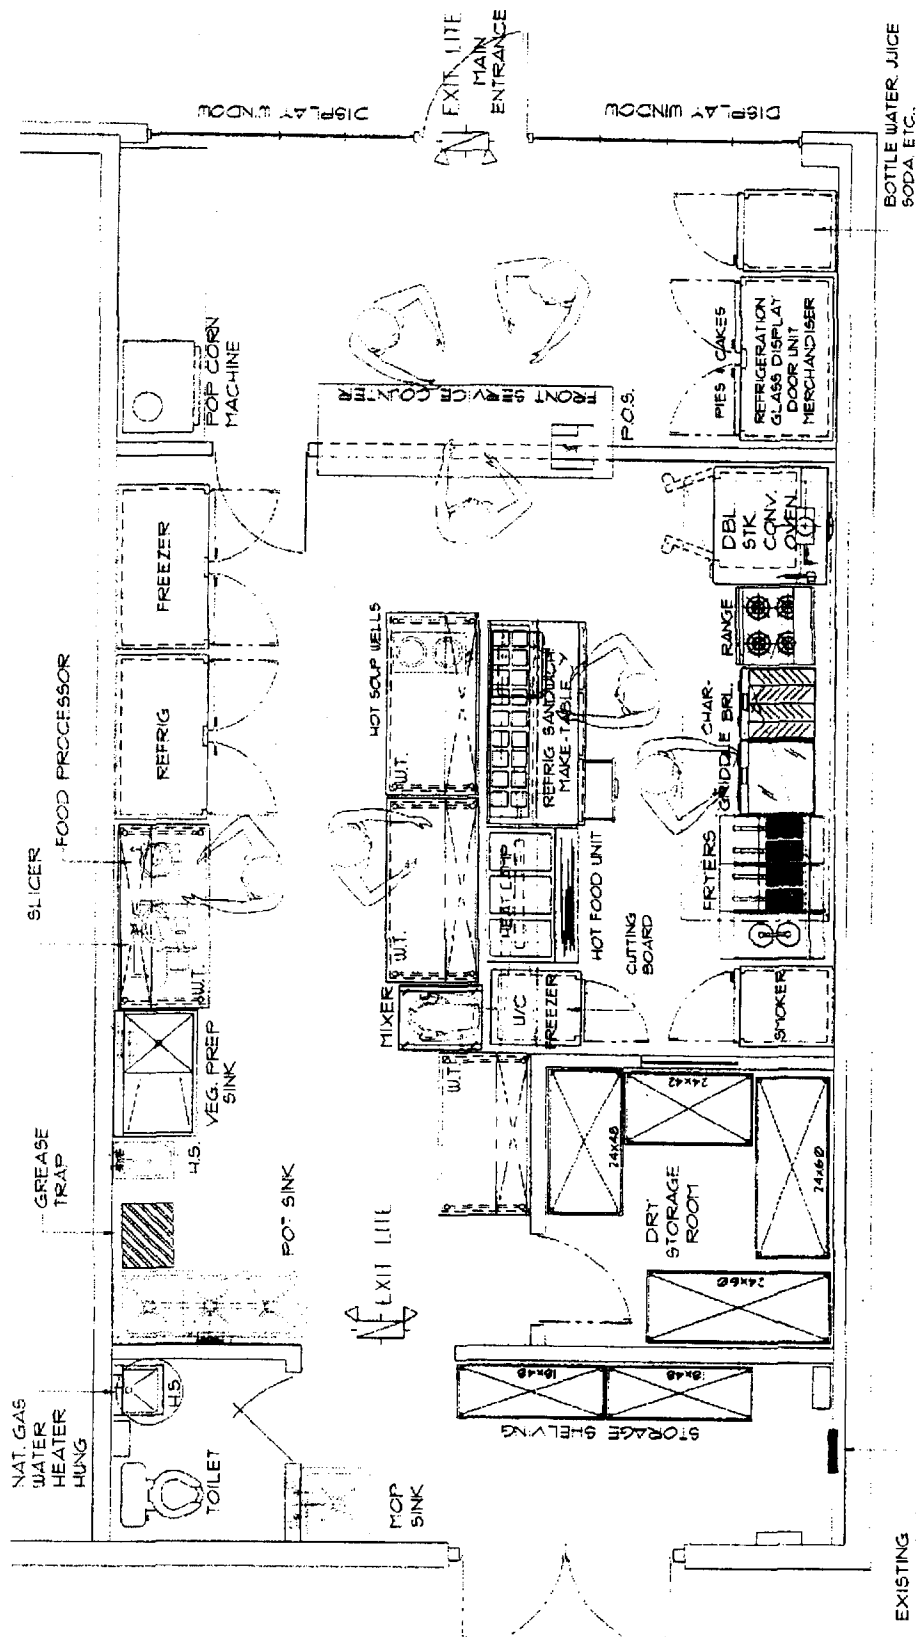 EXIT LITE
MAIN
ENTRANCE
DISPLAY WINDOW
DISPLAY WINDOW
DISPLAY WINDOW
DISPLAY WINDOW
BOTTLE WATER, JUICE
SODA, ETC.
POP CORN
MACHINE
FRONT SERVICE COUNTER
P.O.S.
PIES & CAKES
REFRIGERATION
GLASS DISPLAY
DOOR UNIT
MERCHANDISER
FREEZER
REFRIG
FOOD PROCESSOR
SLICER
W.T.
HOT SOUP WELLS
W.T.
W.T.
REFRIG SANDWICH
MAKE-TABLE
DBL
STK.
CONV.
OVEN
RANGE
CHAR-
BRL
GRIDDLE
FRYERS
HEAT LAMP
HOT FOOD UNIT
CUTTING
BOARD
MIXER
U/C
FREEZER
SMOKER
VEG. PREP
SINK
H.S.
GREASE
TRAP
POT SINK
W.T.
24x48
24x42
24x60
24x60
DRY
STORAGE
ROOM
EXIT LITE
NAT. GAS
WATER
HEATER
HUNG
H.S.
TOILET
MOP
SINK
18x48
18x48
STORAGE SHELVING
EXISTING